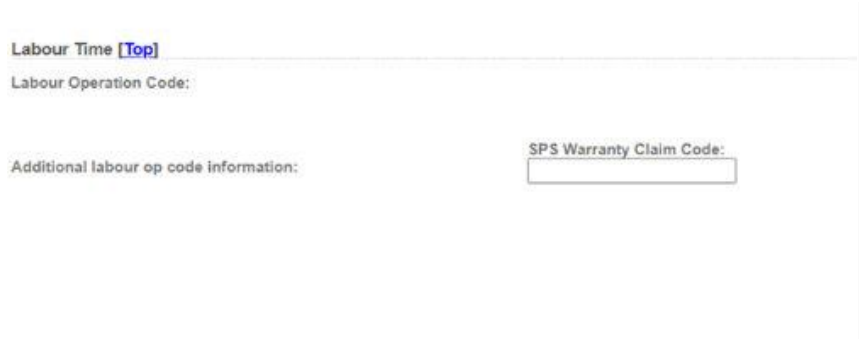 Labour Time [Top]
Labour Operation Code:
SPS Warranty Claim Code:
Additional labour op code information: